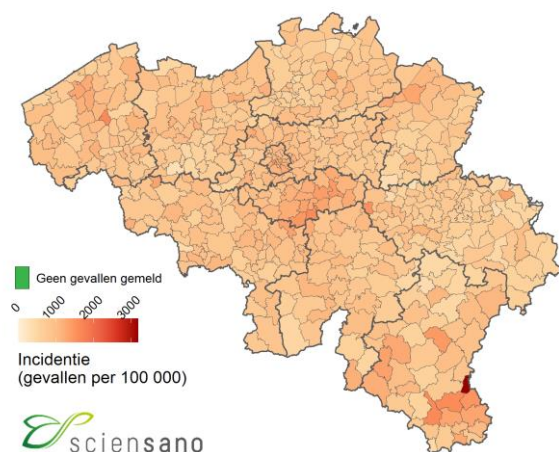 Geen gevallen gemeld
0
1000
2000
3000
Incidentie
(gevallen per 100 000)
sciensano